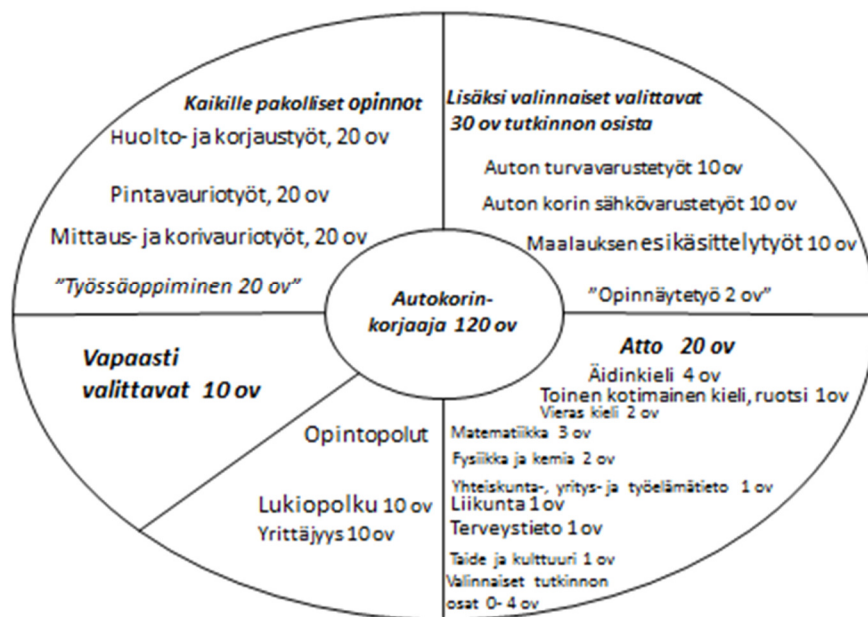 Kaikille pakolliset opinnot
Huolto- ja korjaustyöt, 20 ov
Pintavauriotyöt, 20 ov
Mittaus- ja korivauriotyöt, 20 ov
”Työssäoppiminen 20 ov”
Lisäksi valinnaiset valittavat
30 ov tutkinnon osista
Auton turvavarustetyöt 10 ov
Auton korin sähkövarustetyöt 10 ov
Maalauksen esikäsittelytyöt 10 ov
”Opinnäytetyö 2 ov”
Autokorin-
korjaaja 120 ov
Vapaasti
valittavat 10 ov
Opintopolut
Lukiopolku 10 ov
Yrittäjyys 10 ov
Atto 20 ov
Äidinkieli 4 ov
Toinen kotimainen kieli, ruotsi 1 ov
Vieras kieli 2 ov
Matematiikka 3 ov
Fysiikka ja kemia 2 ov
Yhteiskunta-, yritys- ja työelämätieto 1 ov
Liikunta 1 ov
Terveystieto 1 ov
Taide ja kulttuuri 1 ov
Valinnaiset tutkinnon
osat 0- 4 ov